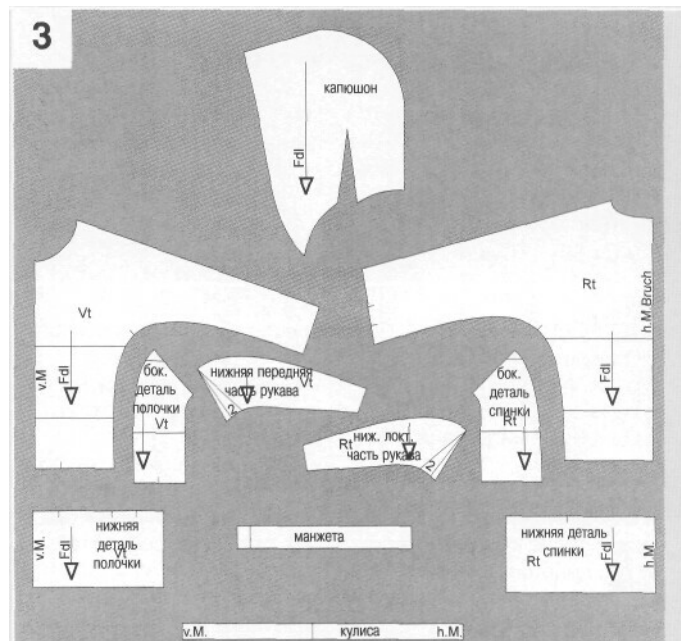 3
капюшон
Fdl
Vt
Rt
h.M Bruch
v.M
Fdl
Fdl
бок.
деталь
полочки
Vt
нижняя передняя
часть рукава
Vt
2
бок.
деталь
спинки
Rt
ниж. локт.
часть рукава
Rt
2
v.M.
Fdl
нижняя
деталь
полочки
Vt
манжета
нижняя деталь
спинки
Rt
Fdl
h.M.
v.M.
кулиса
h.M.